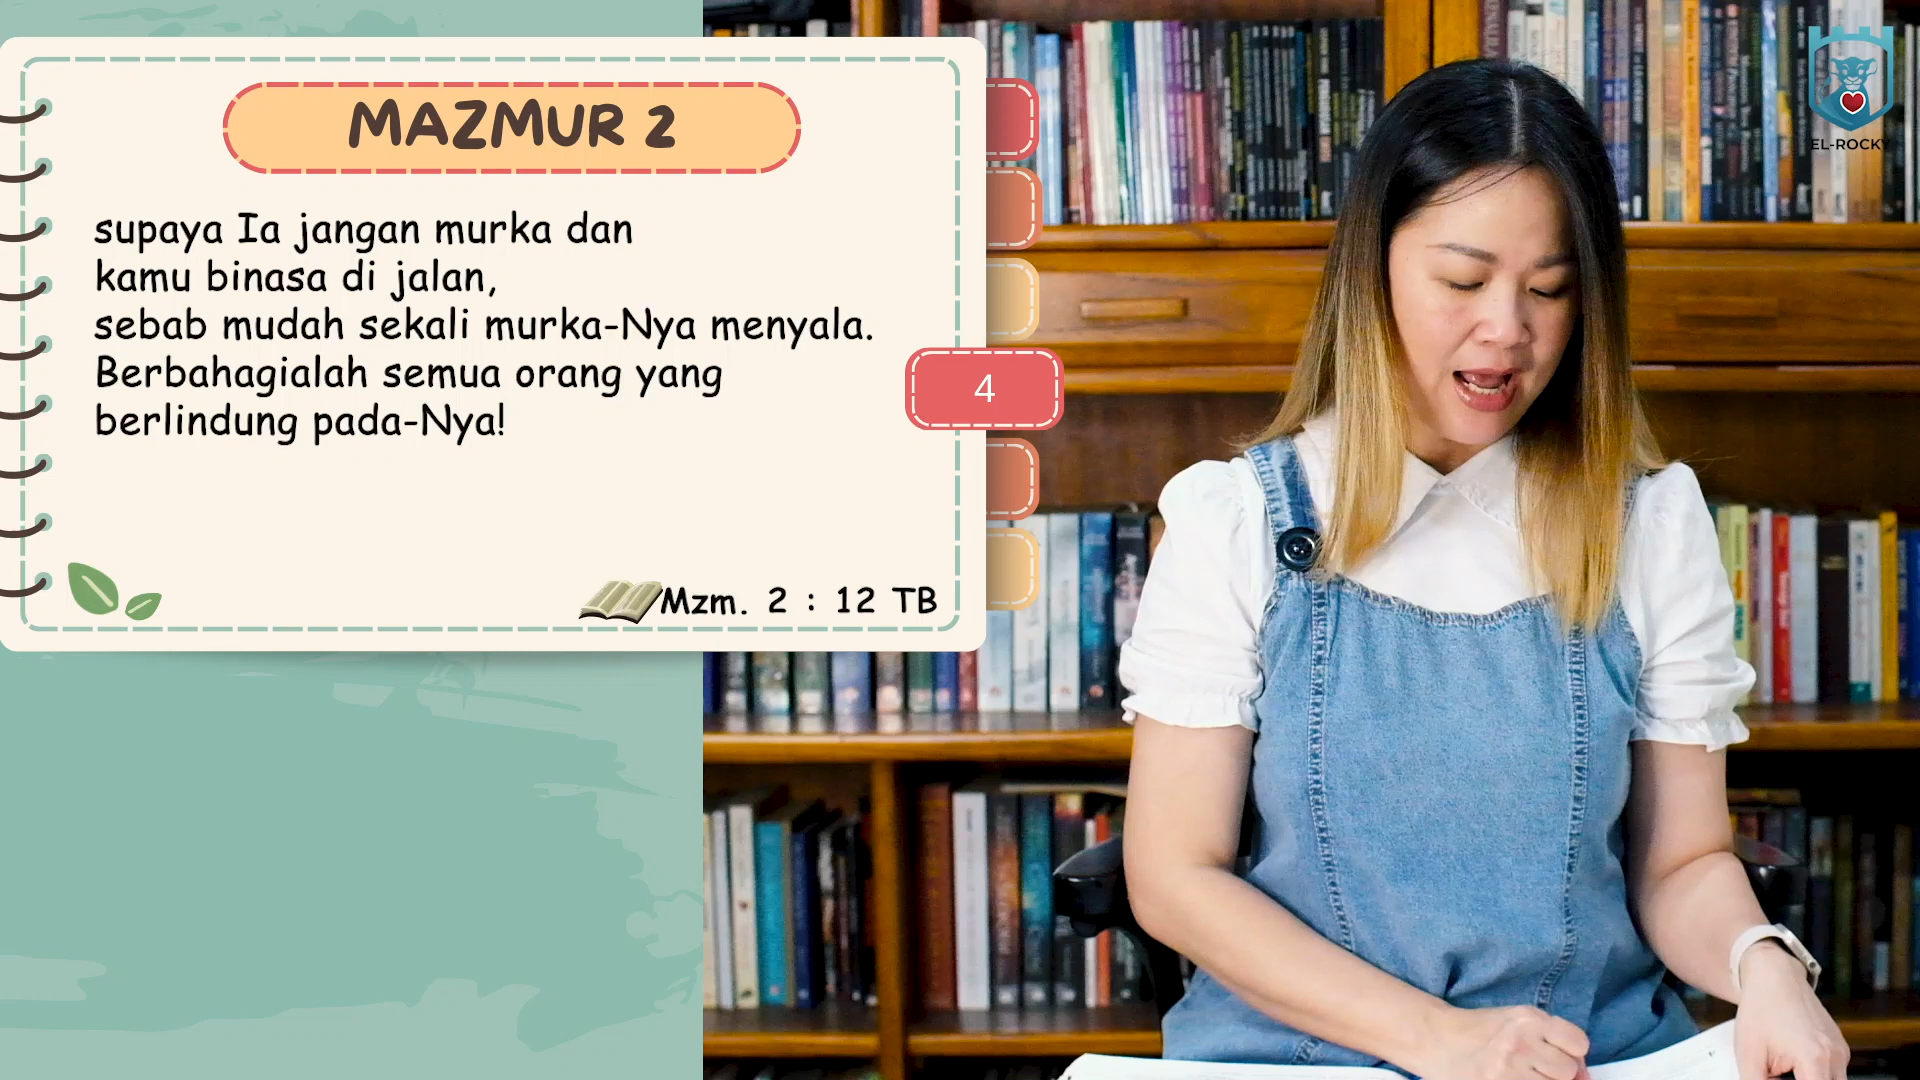 MAZMUR 2
supaya Ia jangan murka dan
kamu binasa di jalan,
sebab mudah sekali murka-Nya menyala.
Berbahagialah semua orang yang
berlindung pada-Nya!
4
Mzm. 2 : 12 TB
EL-ROCKY